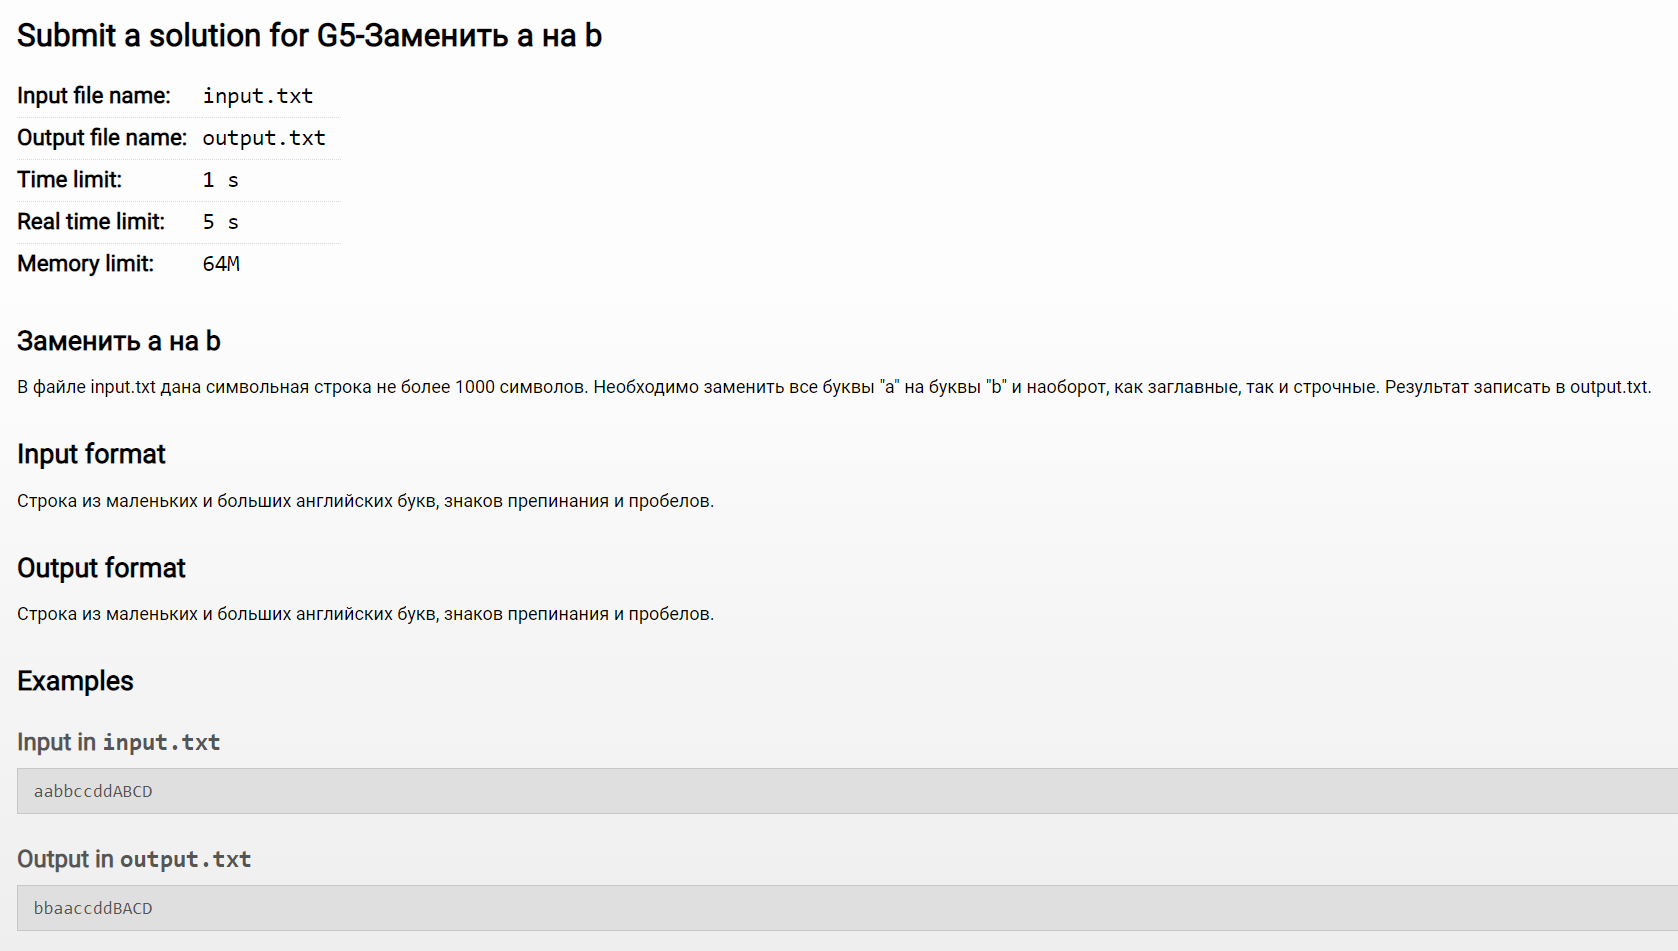 Submit a solution for G5-Заменить a на b
Input file name: input.txt
Output file name: output.txt
Time limit: 1 s
Real time limit: 5 s
Memory limit: 64M
Заменить a на b
В файле input.txt дана символьная строка не более 1000 символов. Необходимо заменить все буквы "a" на буквы "b" и наоборот, как заглавные, так и строчные. Результат записать в output.txt.
Input format
Строка из маленьких и больших английских букв, знаков препинания и пробелов.
Output format
Строка из маленьких и больших английских букв, знаков препинания и пробелов.
Examples
Input in input.txt
aabbccddABCD
Output in output.txt
bbaaccddBACD